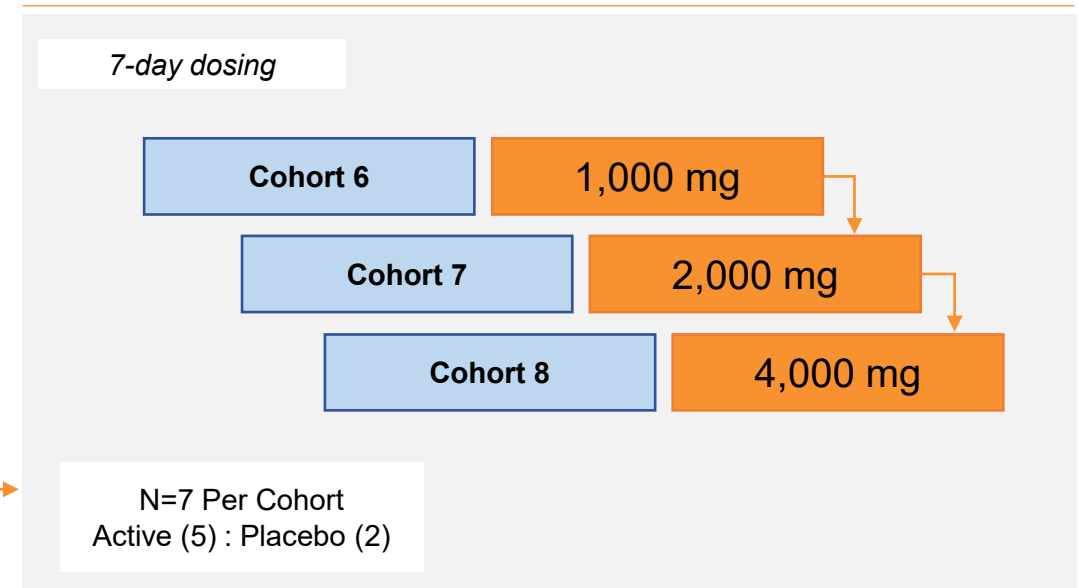 7-day dosing
Cohort 6
1,000 mg
Cohort 7
2,000 mg
Cohort 8
4,000 mg
N=7 Per Cohort
Active (5) : Placebo (2)